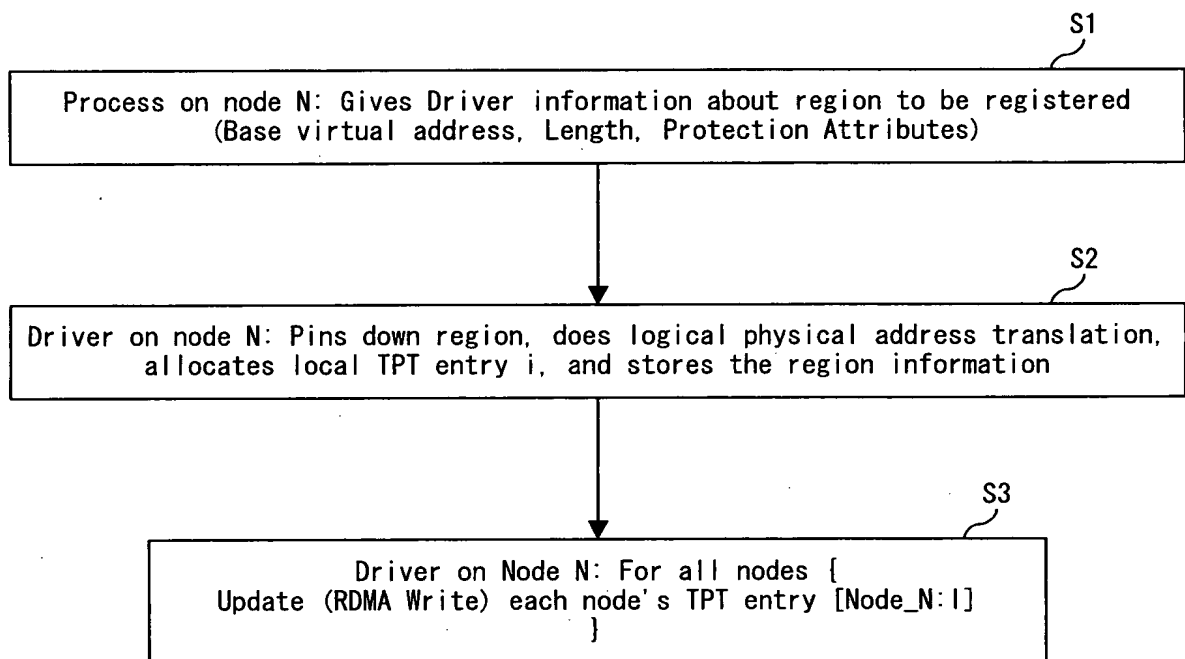 S1
Process on node N: Gives Driver information about region to be registered
(Base virtual address, Length, Protection Attributes)
S2
Driver on node N: Pins down region, does logical physical address translation,
allocates local TPT entry i, and stores the region information
S3
Driver on Node N: For all nodes {
Update (RDMA Write) each node's TPT entry [Node_N:I]
}